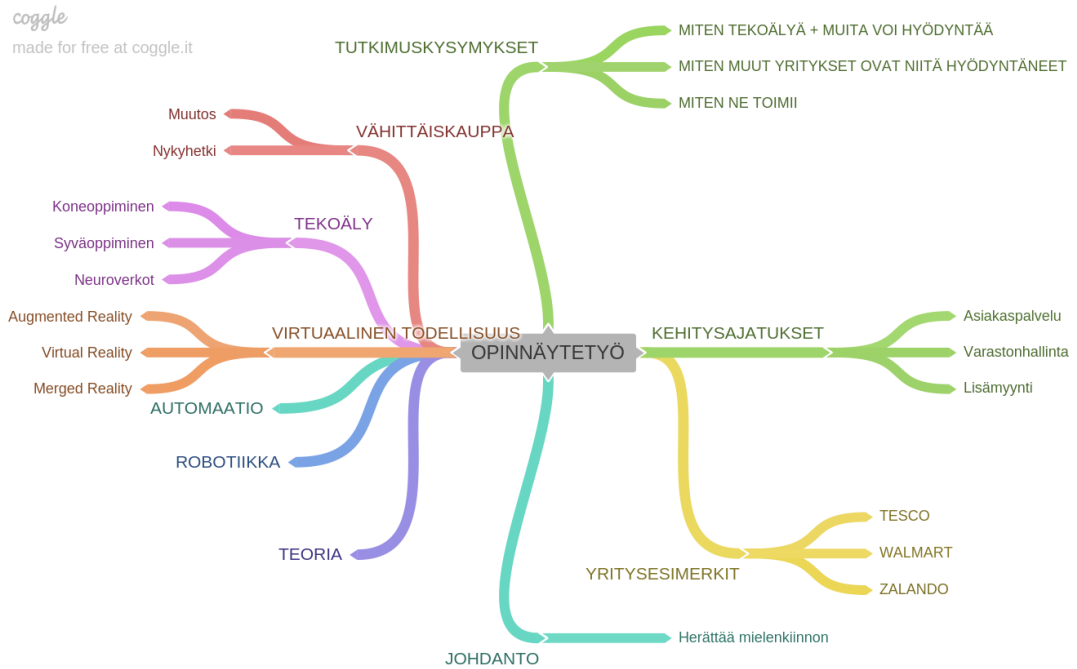 coggle
made for free at coggle.it
TUTKIMUSKYSYMYKSET
MITEN TEKOÄLYÄ + MUITA VOI HYÖDYNTÄÄ
MITEN MUUT YRITYKSET OVAT NIITÄ HYÖDYNTÄNEET
MITEN NE TOIMII
VÄHITTÄISKAUPPA
Muutos
Nykyhetki
TEKOÄLY
Koneoppiminen
Syväoppiminen
Neuroverkot
VIRTUAALINEN TODELLISUUS
Augmented Reality
Virtual Reality
Merged Reality
AUTOMAATIO
ROBOTIIKKA
TEORIA
OPINNÄYTETYÖ
KEHITYSAJATUKSET
Asiakaspalvelu
Varastonhallinta
Lisämyynti
YRITYSESIMERKIT
TESCO
WALMART
ZALANDO
JOHDANTO
Herättää mielenkiinnon